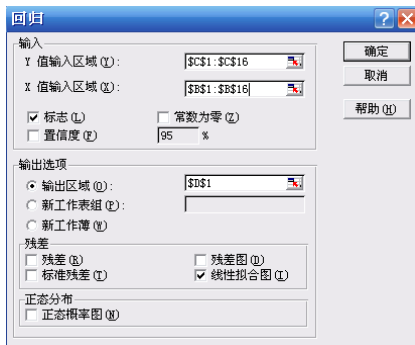 回归
输入
Y 值输入区域(Y): $C$1:$C$16
X 值输入区域(X): $B$1:$B$16
标志(L) 常数为零(Z)
置信度(F) 95 %
输出选项
输出区域(O): $D$1
新工作表组(P):
新工作薄(W)
残差
残差(R) 残差图(D)
标准残差(T) 线性拟合图(I)
正态分布
正态概率图(N)
确定
取消
帮助(H)